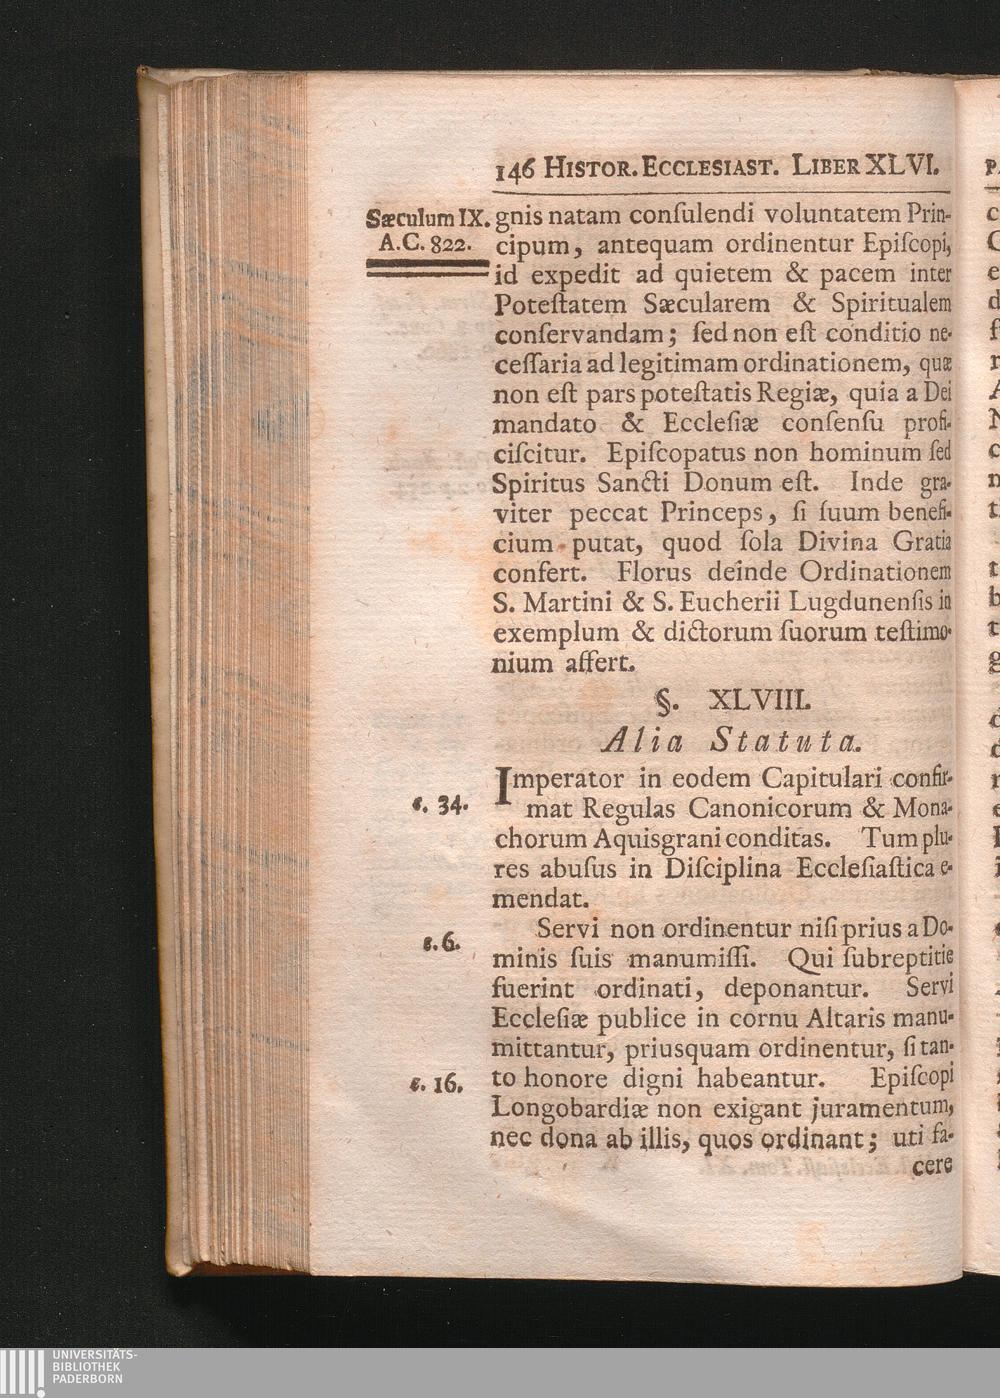 146 Histor. Ecclesiast. Liber XLVI.
Sæculum IX.
A.C. 822.
gnis natam conſulendi voluntatem Prin-
cipum, antequam ordinentur Epiſcopi,
id expedit ad quietem & pacem inter
Poteſtatem Sæcularem & Spiritualem
conſervandam; ſed non eſt conditio ne-
ceſſaria ad legitimam ordinationem, quæ
non eſt pars poteſtatis Regiæ, quia a Dei
mandato & Eccleſiæ conſenſu profi-
ciſcitur. Epiſcopatus non hominum ſed
Spiritus Sancti Donum eſt. Inde gra-
viter peccat Princeps, ſi ſuum benefi-
cium putat, quod ſola Divina Gratia
confert. Florus deinde Ordinationem
S. Martini & S. Eucherii Lugdunenſis in
exemplum & dictorum ſuorum teſtimo-
nium affert.
§. XLVIII.
Alia Statuta.
Imperator in eodem Capitulari confir-
c. 34.
mat Regulas Canonicorum & Mona-
chorum Aquisgrani conditas. Tum plu-
res abuſus in Diſciplina Eccleſiaſtica e-
mendat.
Servi non ordinentur niſi prius a Do-
c. 6.
minis ſuis manumiſſi. Qui ſubreptitie
fuerint ordinati, deponantur. Servi
Eccleſiæ publice in cornu Altaris manu-
mittantur, priusquam ordinentur, ſi tan-
c. 16.
to honore digni habeantur. Epiſcopi
Longobardiæ non exigant juramentum,
nec dona ab illis, quos ordinant; uti fa-
cere
UNIVERSITÄTS-
BIBLIOTHEK
PADERBORN